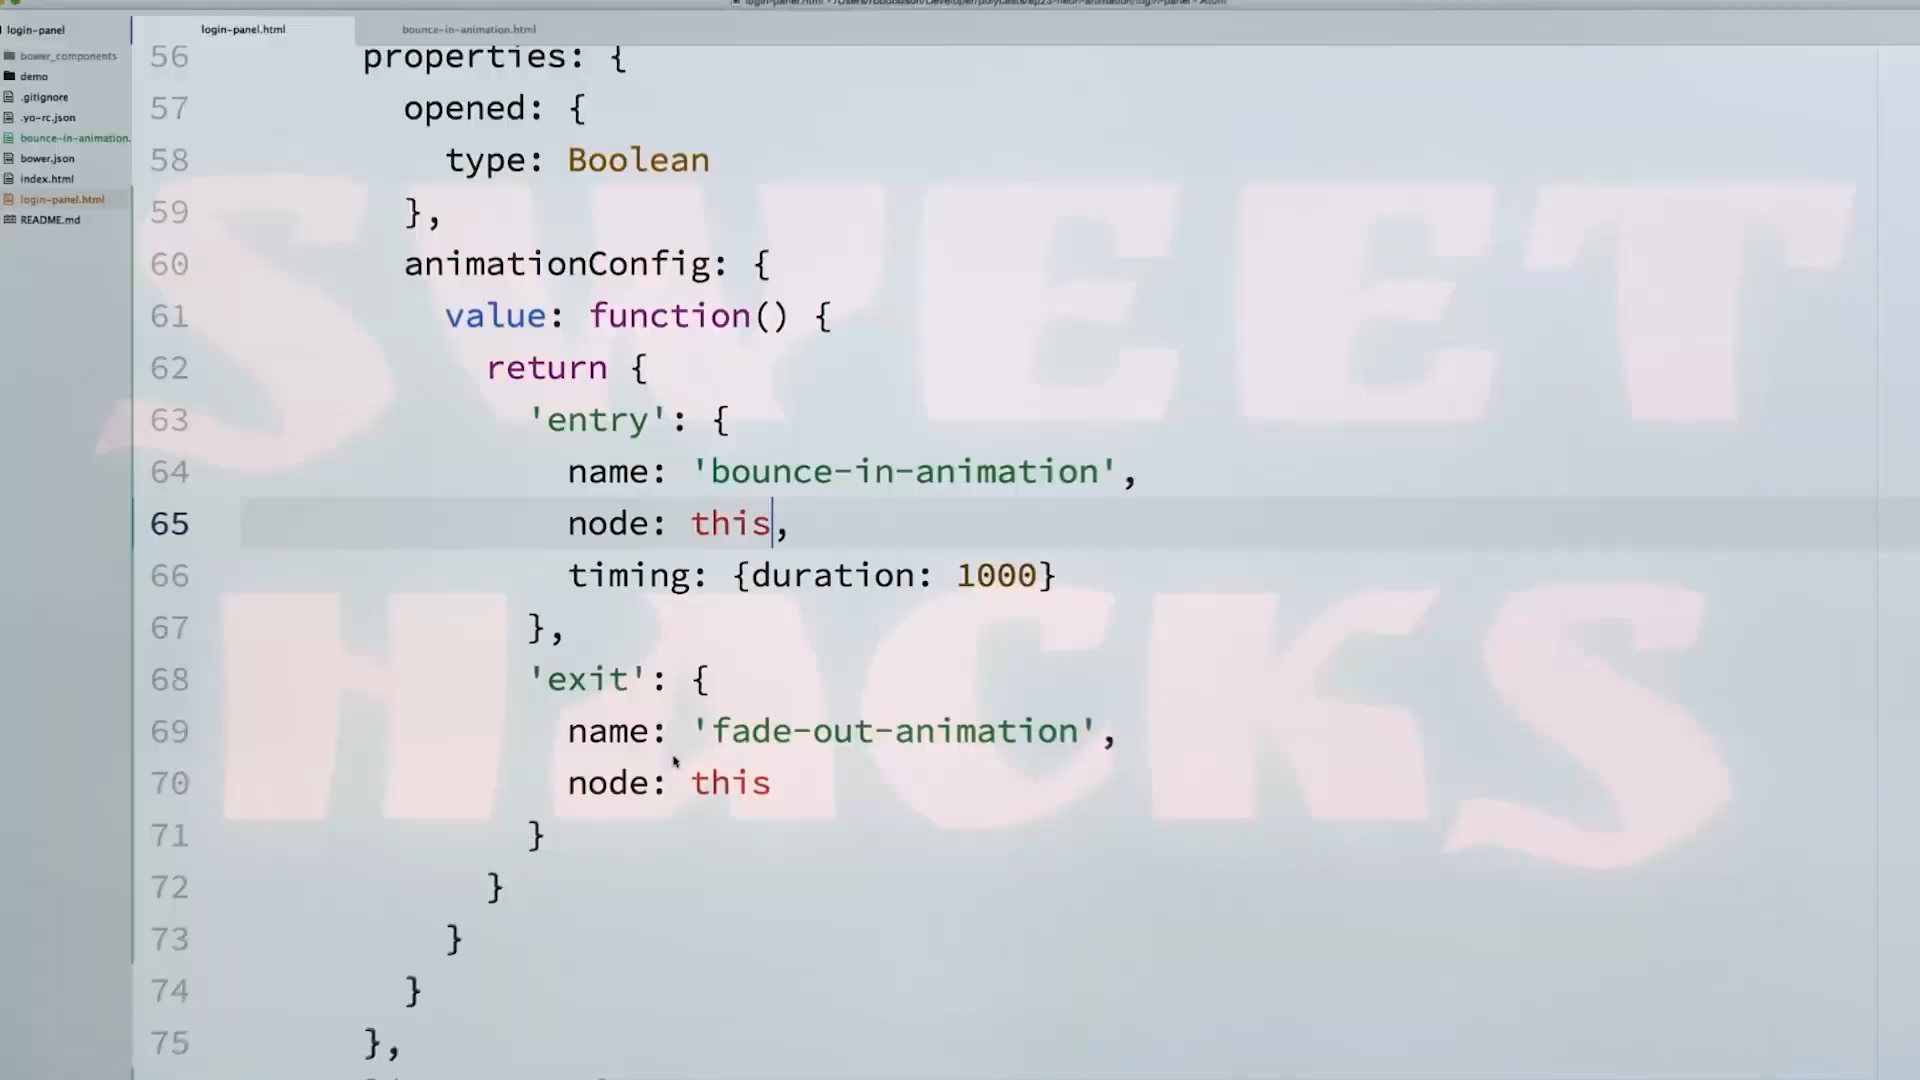 login-panel
login-panel.html
bounce-in-animation.html
bower_components
demo
.gitignore
.yo-rc.json
bounce-in-animation.
bower.json
index.html
login-panel.html
README.md
56 properties: {
57 opened: {
58 type: Boolean
59 },
60 animationConfig: {
61 value: function() {
62 return {
63 'entry': {
64 name: 'bounce-in-animation',
65 node: this,
66 timing: {duration: 1000}
67 },
68 'exit': {
69 name: 'fade-out-animation',
70 node: this
71 }
72 }
73 }
74 }
75 },
SWEET
HACKS